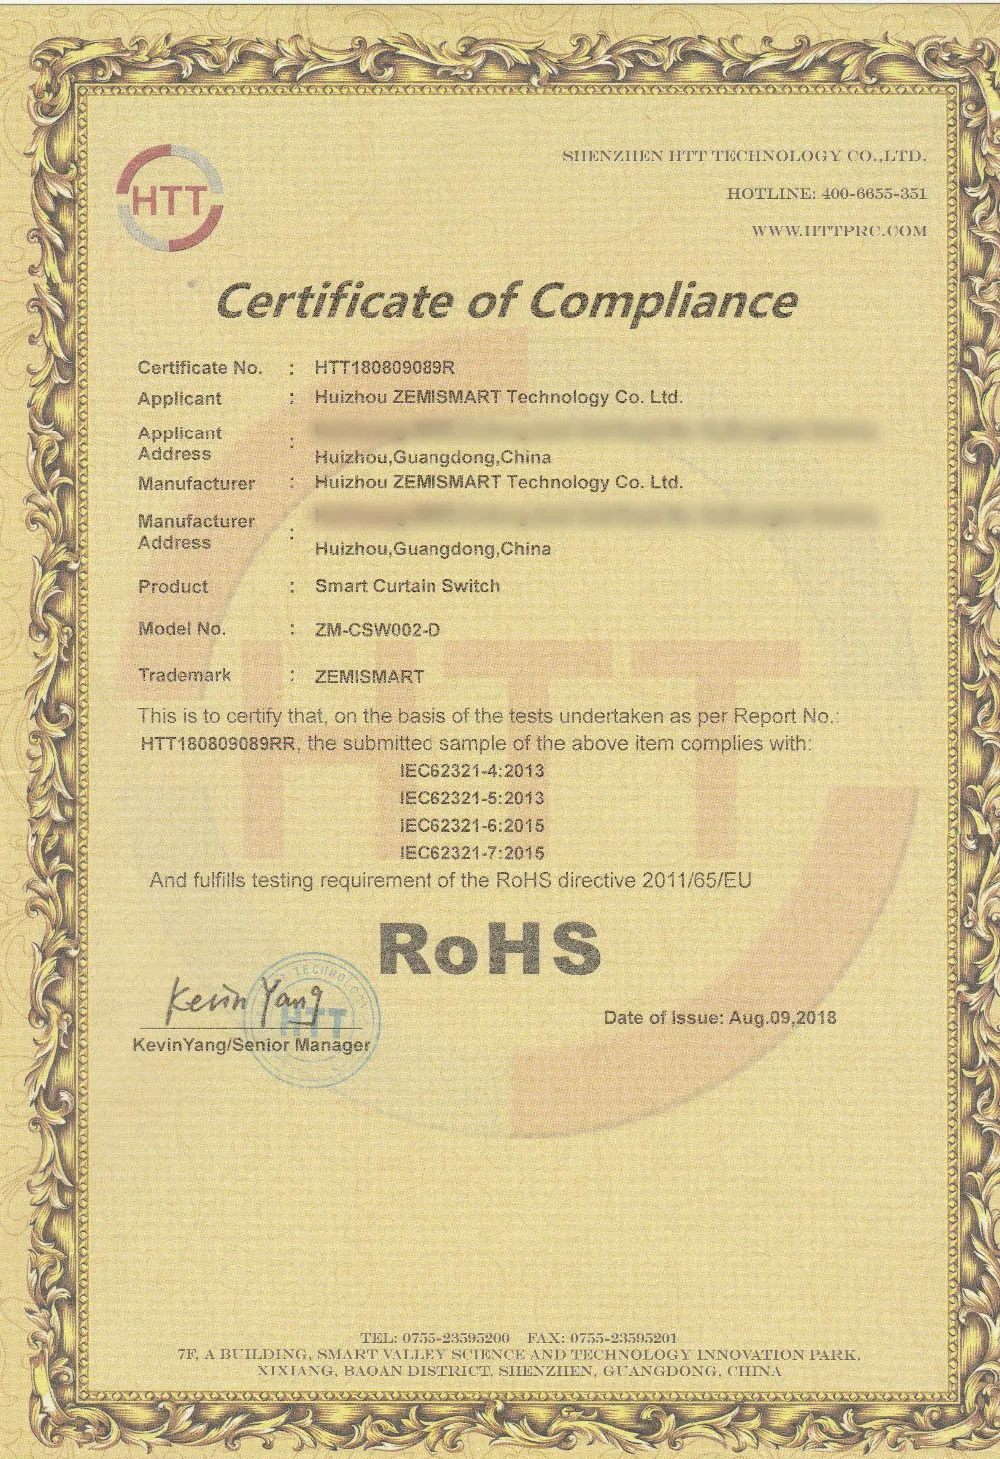 HTT
SHENZHEN HTT TECHNOLOGY CO.,LTD.
HOTLINE: 400-6655-351
WWW.HTTPRC.COM
Certificate of Compliance
Certificate No. : HTT180809089R
Applicant : Huizhou ZEMISMART Technology Co. Ltd.
Applicant
Address :
Huizhou,Guangdong,China
Manufacturer : Huizhou ZEMISMART Technology Co. Ltd.
Manufacturer
Address :
Huizhou,Guangdong,China
Product : Smart Curtain Switch
Model No. : ZM-CSW002-D
Trademark : ZEMISMART
This is to certify that, on the basis of the tests undertaken as per Report No.:
HTT180809089RR, the submitted sample of the above item complies with:
IEC62321-4:2013
IEC62321-5:2013
IEC62321-6:2015
IEC62321-7:2015
And fulfills testing requirement of the RoHS directive 2011/65/EU
RoHS
Kevin Yang
HTT
Date of Issue: Aug.09,2018
KevinYang/Senior Manager
TEL: 0755-23595200 FAX: 0755-23595201
7F, A BUILDING, SMART VALLEY SCIENCE AND TECHNOLOGY INNOVATION PARK,
XIXIANG, BAOAN DISTRICT, SHENZHEN, GUANGDONG, CHINA